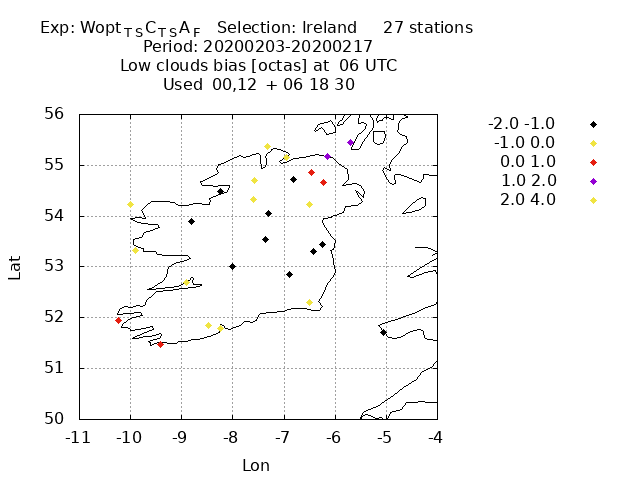 Exp: Wopt_TS C_TS A_F Selection: Ireland 27 stations
Period: 20200203-20200217
Low clouds bias [octas] at 06 UTC
Used 00,12 + 06 18 30
-2.0 -1.0
-1.0 0.0
0.0 1.0
1.0 2.0
2.0 4.0
56
55
54
53
52
51
50
Lat
-11 -10 -9 -8 -7 -6 -5 -4
Lon